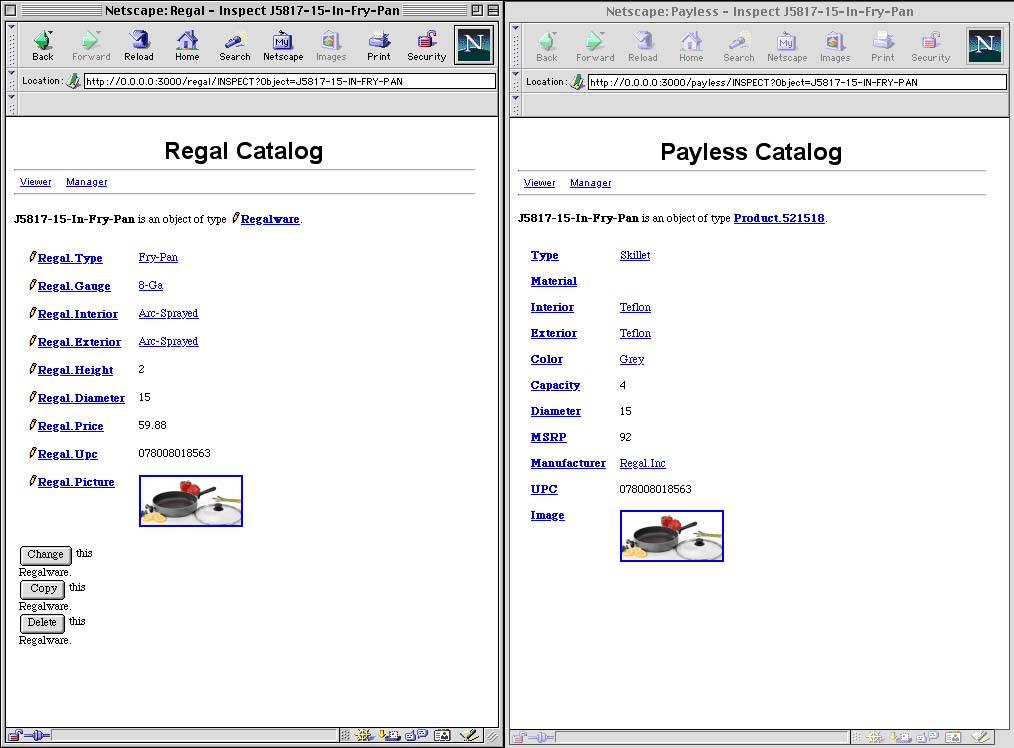 Netscape: Regal - Inspect J5817-15-In-Fry-Pan
Back Forward Reload Home Search Netscape Images Print Security
My
N
Location: http://0.0.0.0:3000/regal/INSPECT?Object=J5817-15-IN-FRY-PAN
Regal Catalog
Viewer Manager
J5817-15-In-Fry-Pan is an object of type Regalware.
Regal.Type Fry-Pan
Regal.Gauge 8-Ga
Regal.Interior Arc-Sprayed
Regal.Exterior Arc-Sprayed
Regal.Height 2
Regal.Diameter 15
Regal.Price 59.88
Regal.Upc 078008018563
Regal.Picture
Change this
Regalware.
Copy this
Regalware.
Delete this
Regalware.
Netscape: Payless - Inspect J5817-15-In-Fry-Pan
Back Forward Reload Home Search Netscape Images Print Security
My
N
Location: http://0.0.0.0:3000/payless/INSPECT?Object=J5817-15-IN-FRY-PAN
Payless Catalog
Viewer Manager
J5817-15-In-Fry-Pan is an object of type Product.521518.
Type Skillet
Material
Interior Teflon
Exterior Teflon
Color Grey
Capacity 4
Diameter 15
MSRP 92
Manufacturer Regal.Inc
UPC 078008018563
Image